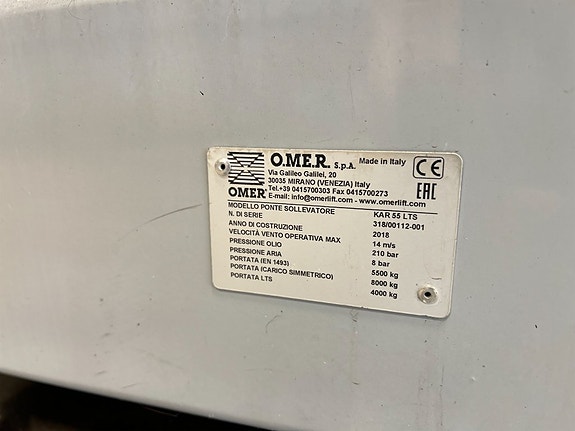 O.ME.R. S.p.A. Made in Italy CE
Via Galileo Galilei, 20
30035 MIRANO (VENEZIA) Italy
Tel.+39 0415700303 Fax 0415700273
OMER E-mail: info@omerlift.com - www.omerlift.com EAC
MODELLO PONTE SOLLEVATORE KAR 55 LTS
N. DI SERIE 318/00112-001
ANNO DI COSTRUZIONE 2018
VELOCITÀ VENTO OPERATIVA MAX 14 m/s
PRESSIONE OLIO 210 bar
PRESSIONE ARIA 8 bar
PORTATA (EN 1493) 5500 kg
PORTATA (CARICO SIMMETRICO) 8000 kg
PORTATA LTS 4000 kg